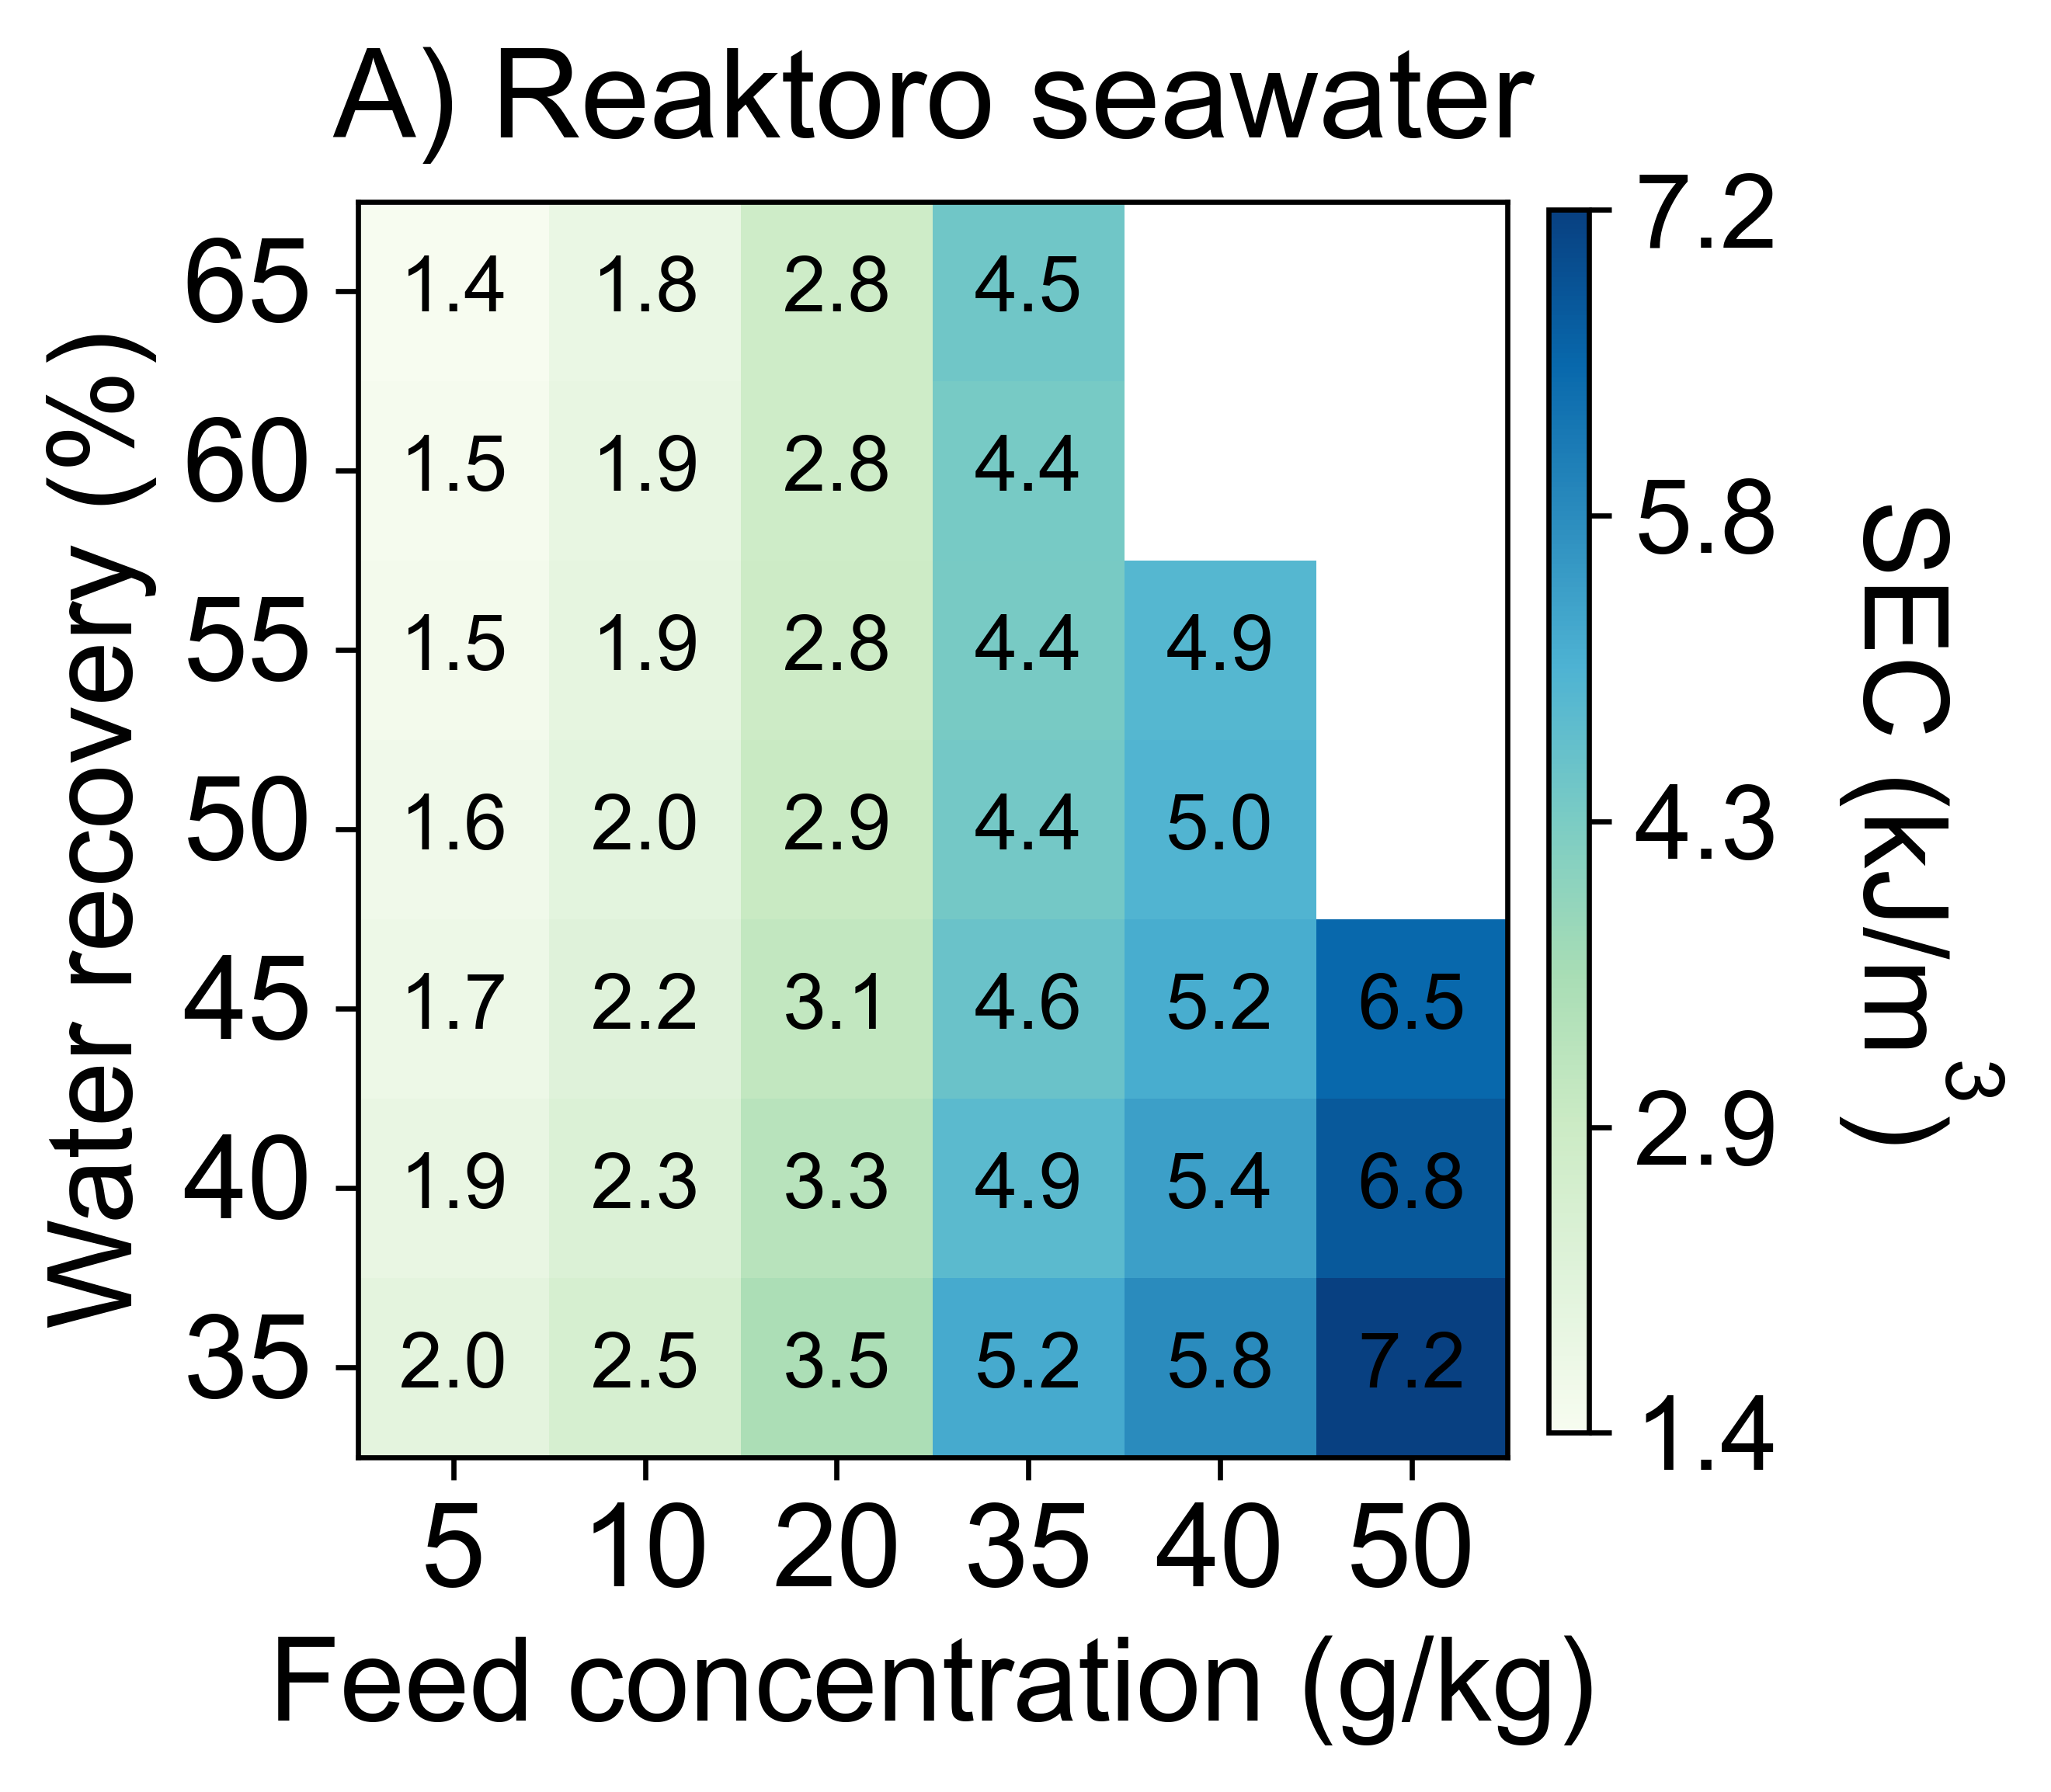 A) Reaktoro seawater
Water recovery (%)
65 1.4 1.8 2.8 4.5
60 1.5 1.9 2.8 4.4
55 1.5 1.9 2.8 4.4 4.9
50 1.6 2.0 2.9 4.4 5.0
45 1.7 2.2 3.1 4.6 5.2 6.5
40 1.9 2.3 3.3 4.9 5.4 6.8
35 2.0 2.5 3.5 5.2 5.8 7.2
5 10 20 35 40 50
Feed concentration (g/kg)
7.2
5.8
4.3
2.9
1.4
SEC (kJ/m³)